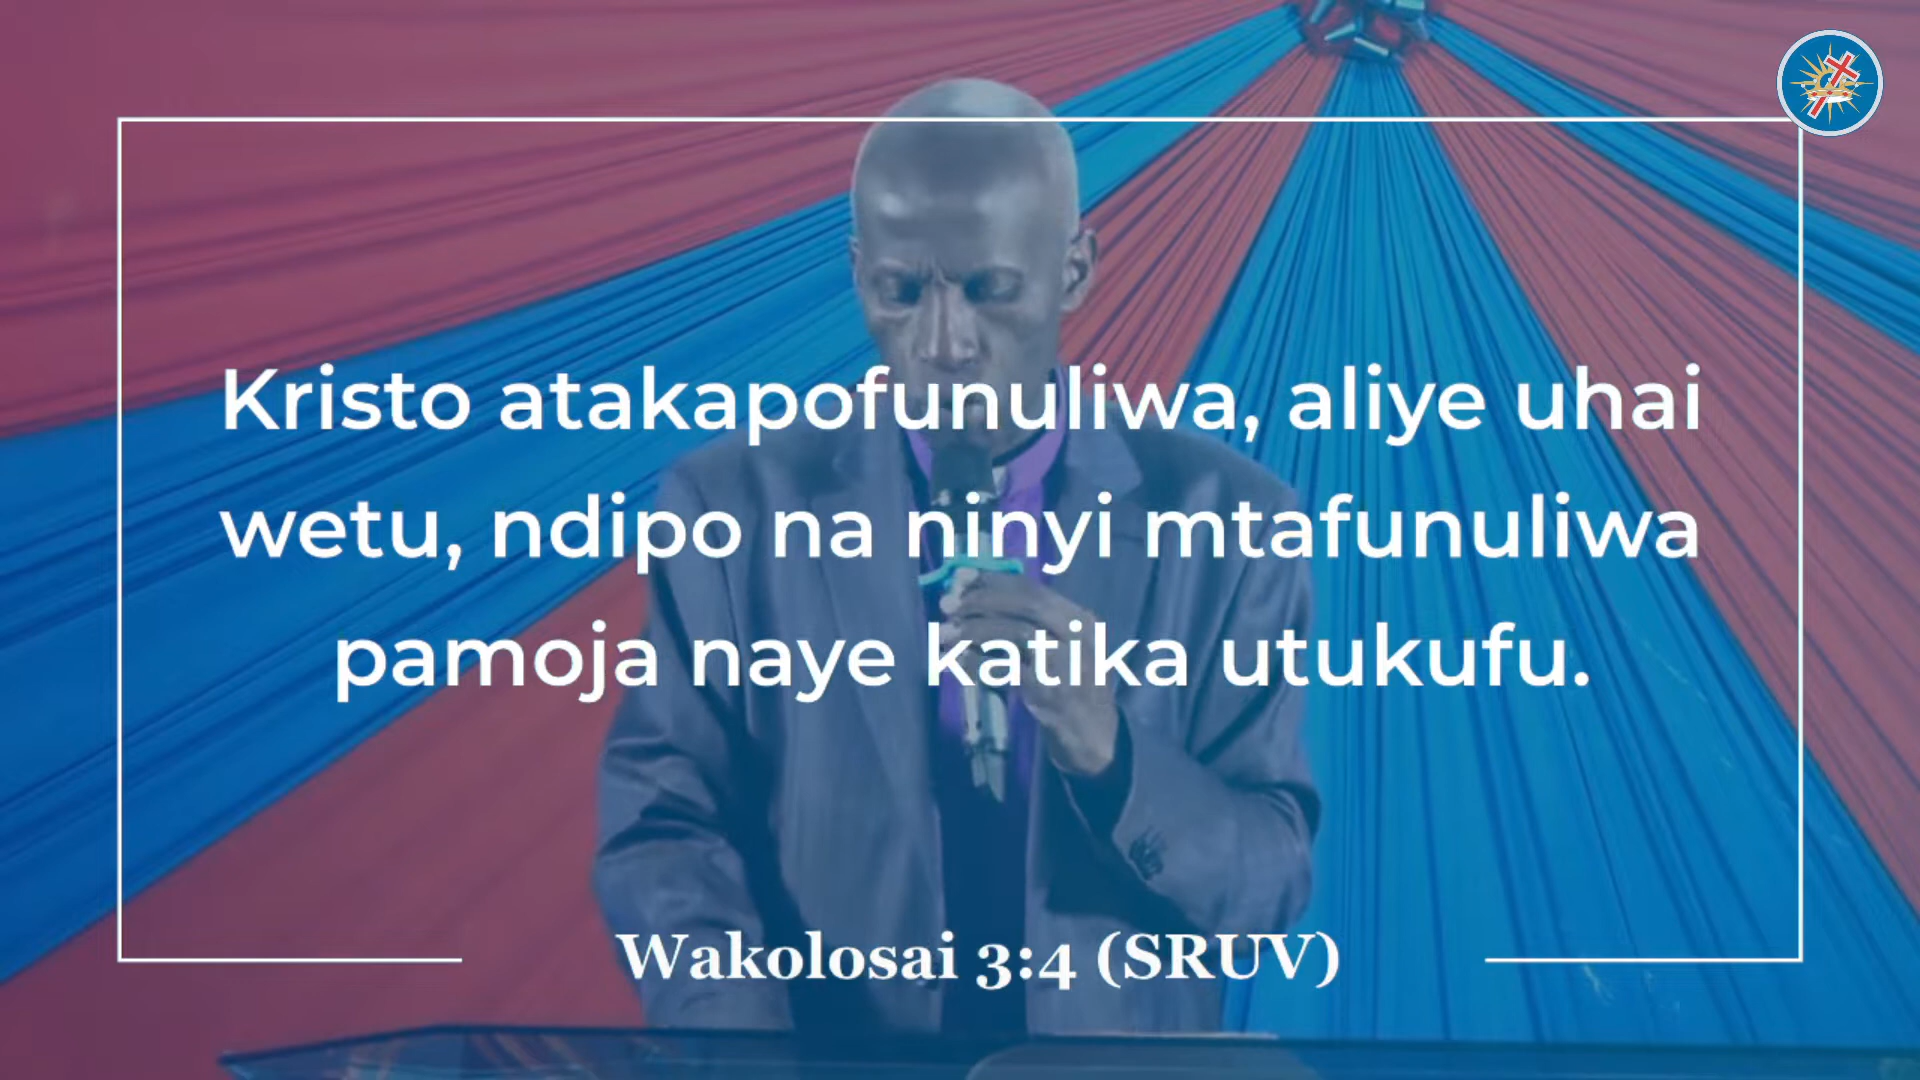 Kristo atakapofunuliwa, aliye uhai
wetu, ndipo na ninyi mtafunuliwa
pamoja naye katika utukufu.
Wakolosai 3:4 (SRUV)